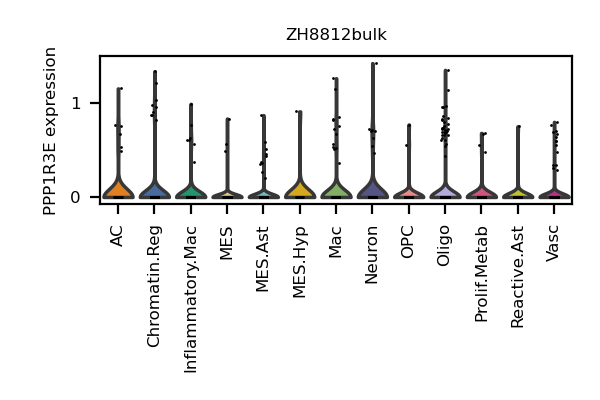 ZH8812bulk
PPP1R3E expression
1
0
AC
Chromatin.Reg
Inflammatory.Mac
MES
MES.Ast
MES.Hyp
Mac
Neuron
OPC
Oligo
Prolif.Metab
Reactive.Ast
Vasc